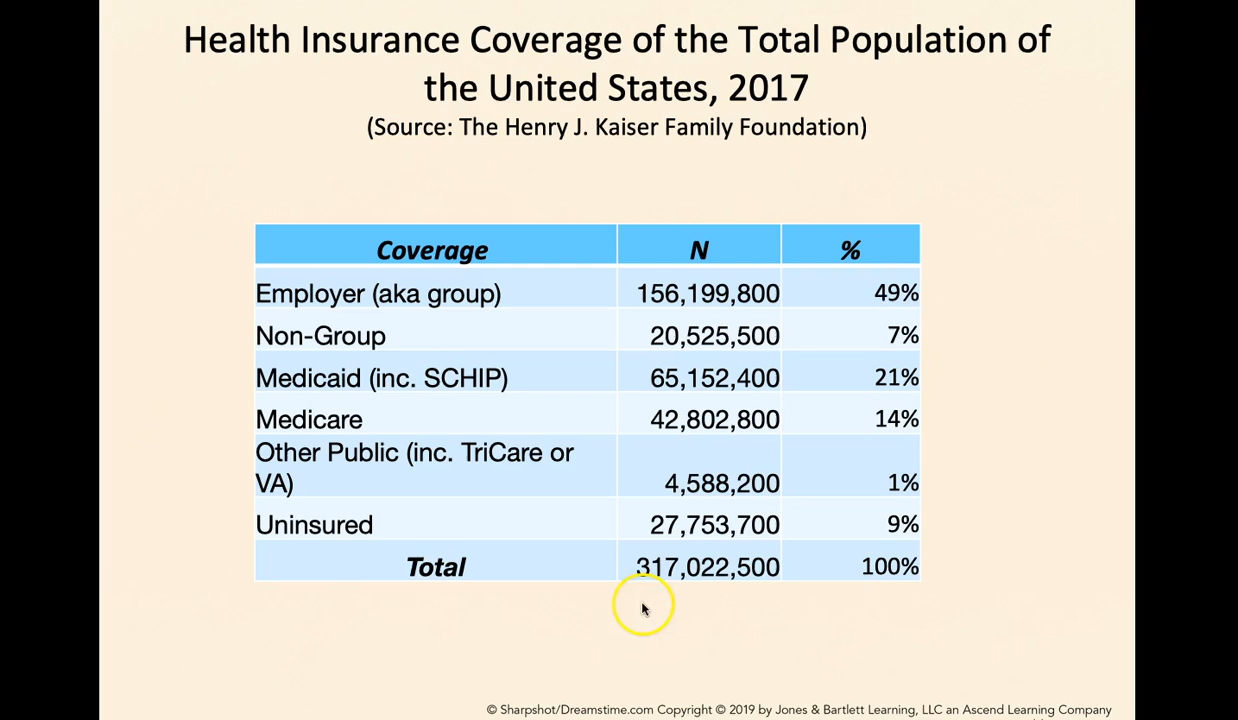 Health Insurance Coverage of the Total Population of
the United States, 2017
(Source: The Henry J. Kaiser Family Foundation)
Coverage N %
Employer (aka group) 156,199,800 49%
Non-Group 20,525,500 7%
Medicaid (inc. SCHIP) 65,152,400 21%
Medicare 42,802,800 14%
Other Public (inc. TriCare or
VA) 4,588,200 1%
Uninsured 27,753,700 9%
Total 317,022,500 100%
© Sharpshot/Dreamstime.com Copyright © 2019 by Jones & Bartlett Learning, LLC an Ascend Learning Company